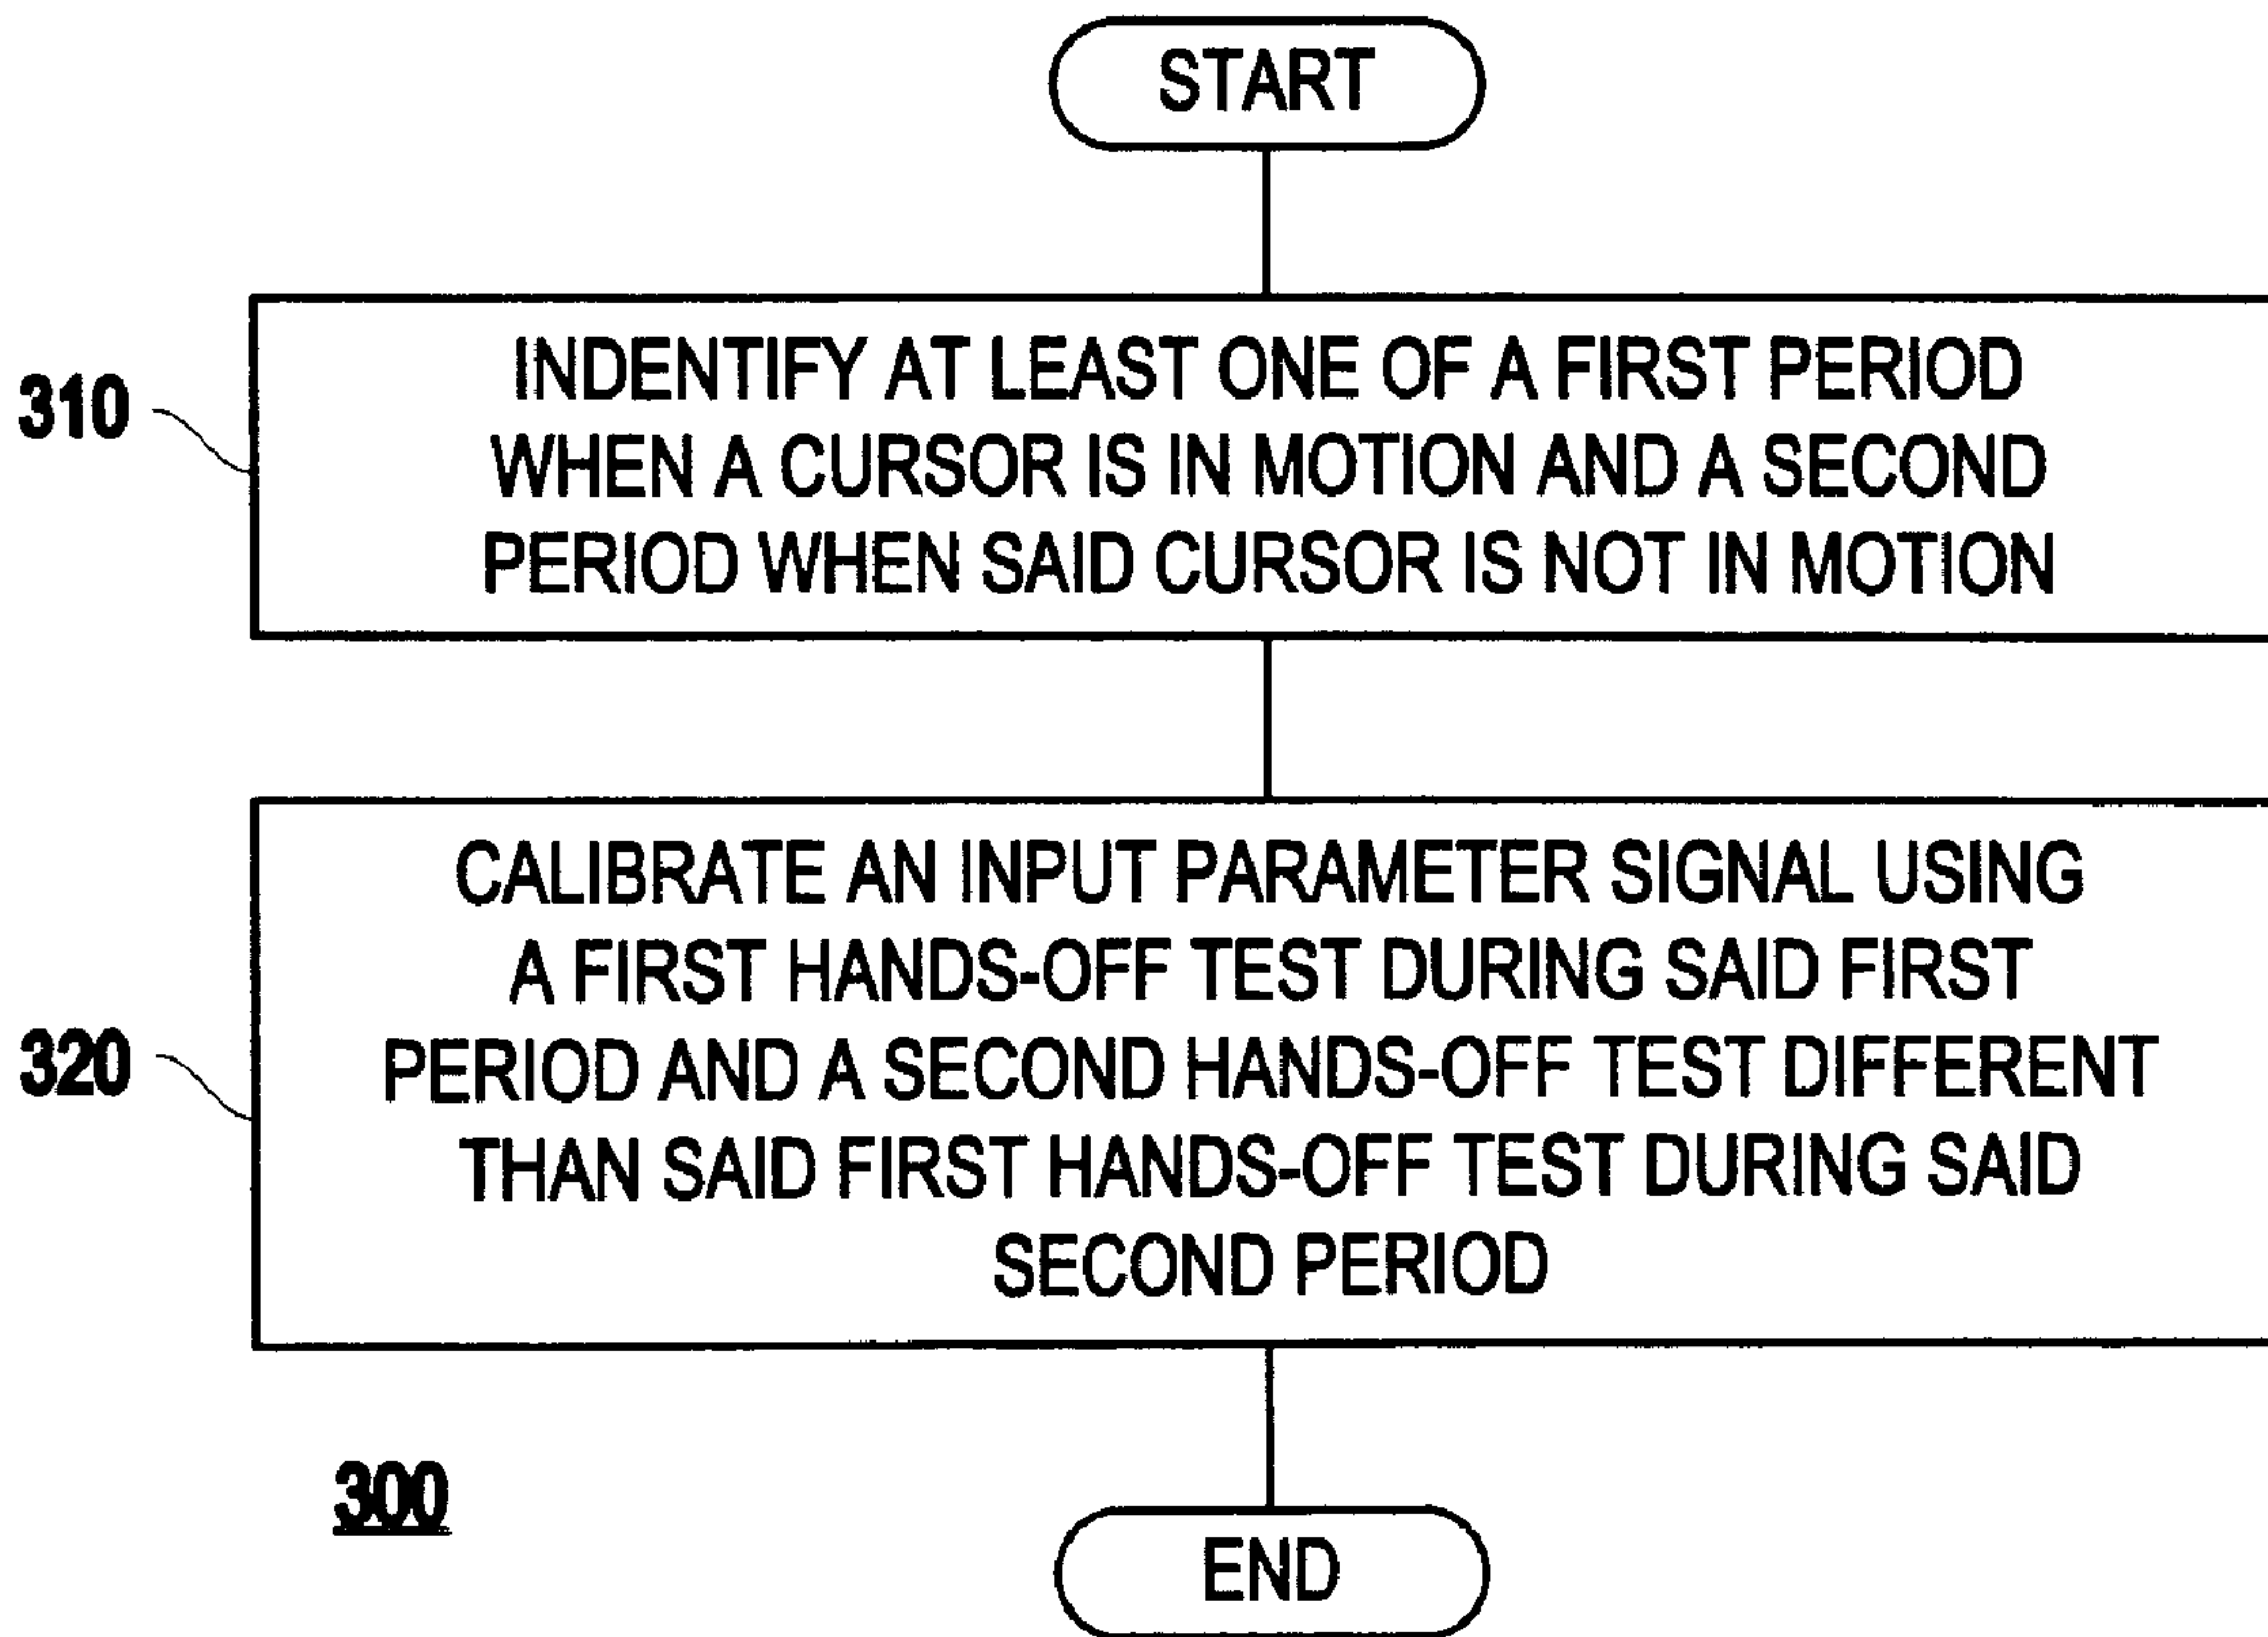 START
310
INDENTIFY AT LEAST ONE OF A FIRST PERIOD
WHEN A CURSOR IS IN MOTION AND A SECOND
PERIOD WHEN SAID CURSOR IS NOT IN MOTION
320
CALIBRATE AN INPUT PARAMETER SIGNAL USING
A FIRST HANDS-OFF TEST DURING SAID FIRST
PERIOD AND A SECOND HANDS-OFF TEST DIFFERENT
THAN SAID FIRST HANDS-OFF TEST DURING SAID
SECOND PERIOD
300
END